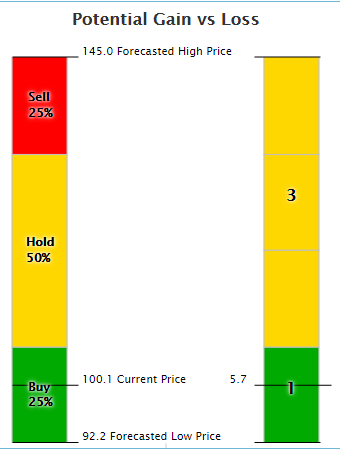 Potential Gain vs Loss
145.0 Forecasted High Price
Sell
25%
3
Hold
50%
100.1 Current Price
5.7
Buy
25%
1
92.2 Forecasted Low Price